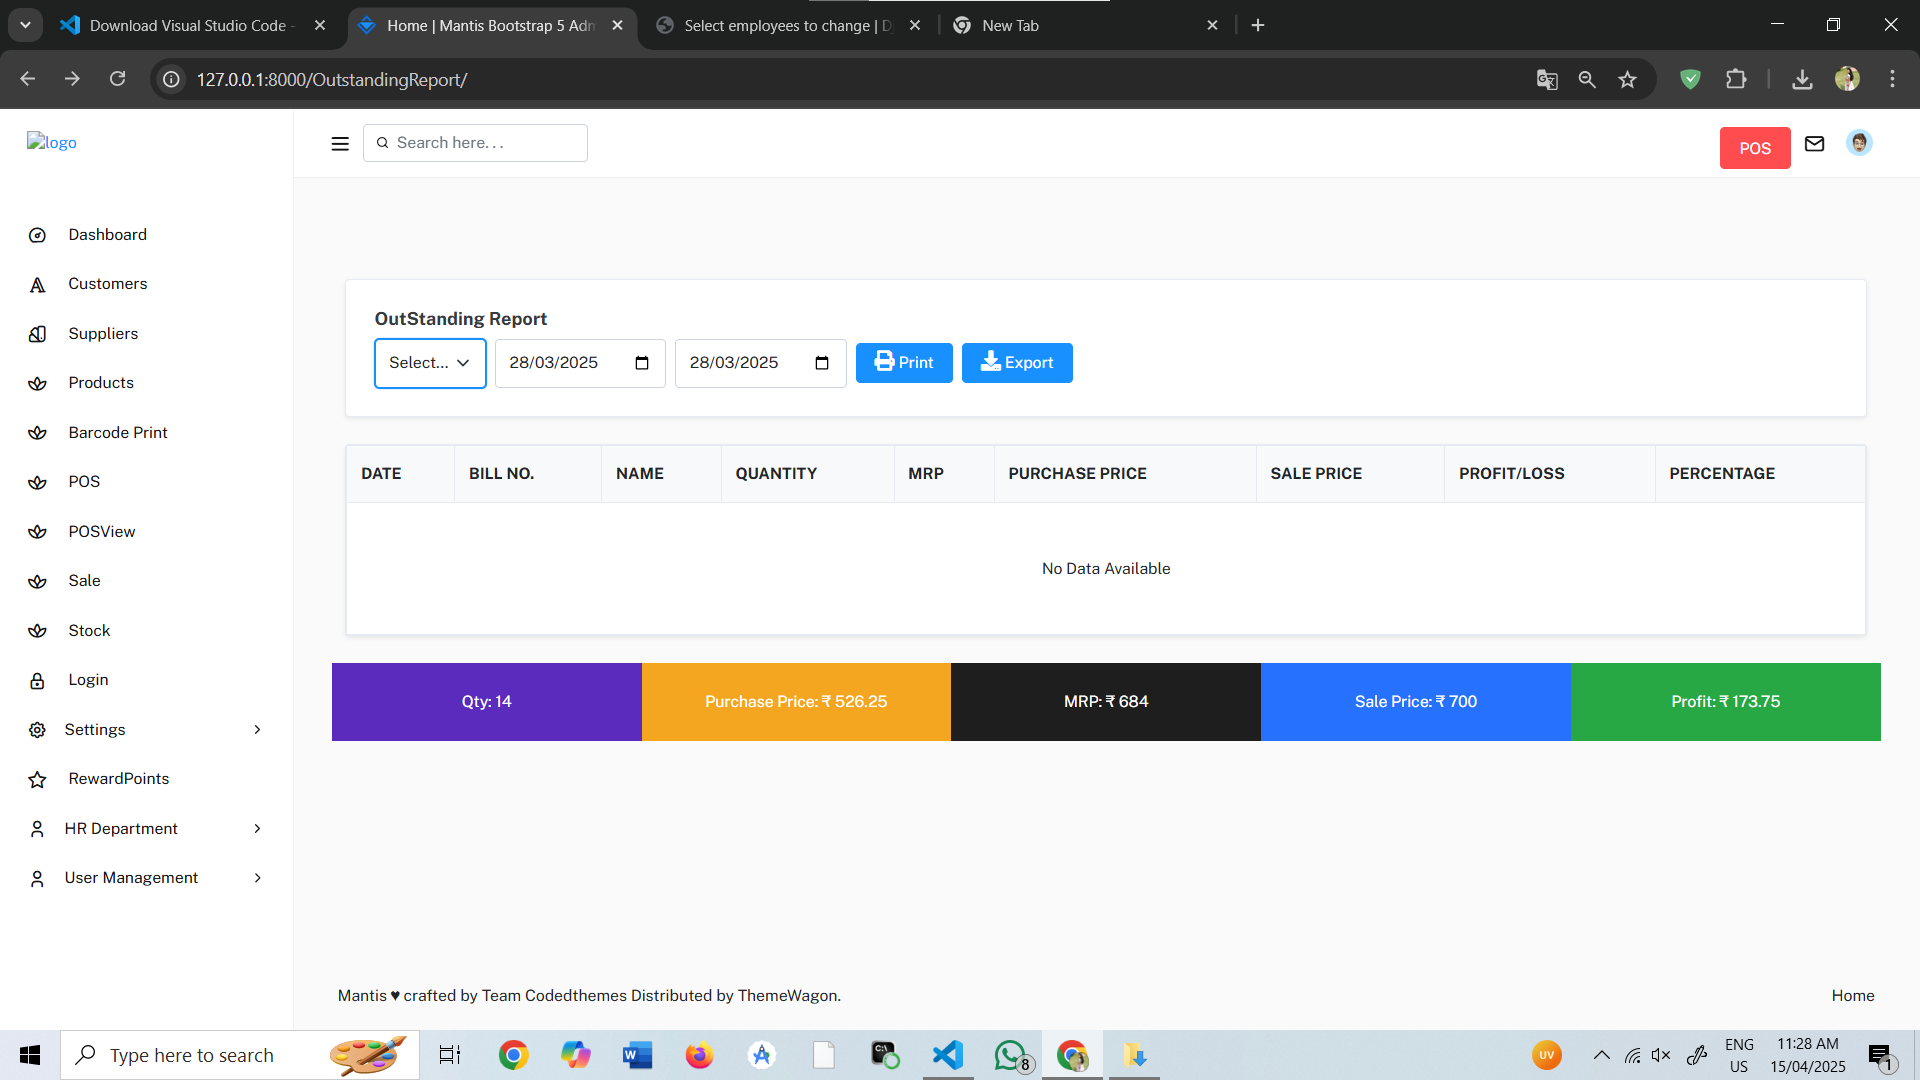 Download Visual Studio Code -
Home | Mantis Bootstrap 5 Adm
Select employees to change | D
New Tab
127.0.0.1:8000/OutstandingReport/
logo
Search here. . .
POS
Dashboard
Customers
Suppliers
Products
Barcode Print
POS
POSView
Sale
Stock
Login
Settings
RewardPoints
HR Department
User Management
OutStanding Report
Select... 28/03/2025 28/03/2025 Print Export
DATE BILL NO. NAME QUANTITY MRP PURCHASE PRICE SALE PRICE PROFIT/LOSS PERCENTAGE
No Data Available
Qty: 14 Purchase Price: ₹ 526.25 MRP: ₹ 684 Sale Price: ₹ 700 Profit: ₹ 173.75
Mantis ♥ crafted by Team Codedthemes Distributed by ThemeWagon. Home
Type here to search
8
UV
ENG
US
11:28 AM
15/04/2025
1